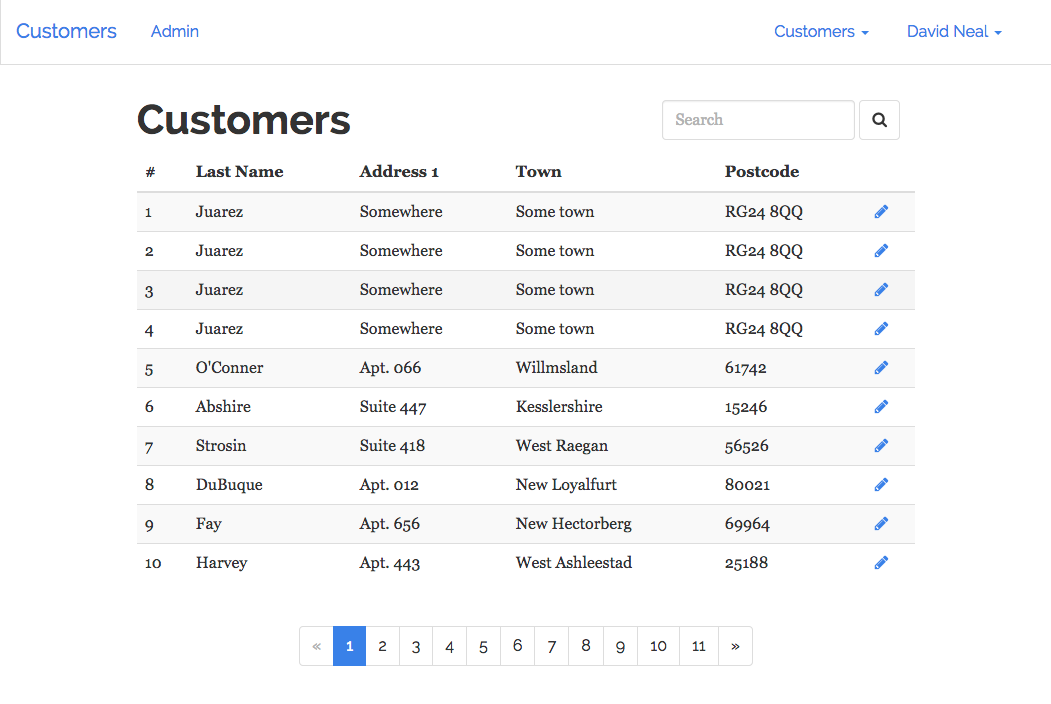 Customers Admin Customers David Neal
Customers Search
# Last Name Address 1 Town Postcode
1 Juarez Somewhere Some town RG24 8QQ
2 Juarez Somewhere Some town RG24 8QQ
3 Juarez Somewhere Some town RG24 8QQ
4 Juarez Somewhere Some town RG24 8QQ
5 O'Conner Apt. 066 Willmsland 61742
6 Abshire Suite 447 Kesslershire 15246
7 Strosin Suite 418 West Raegan 56526
8 DuBuque Apt. 012 New Loyalfurt 80021
9 Fay Apt. 656 New Hectorberg 69964
10 Harvey Apt. 443 West Ashleestad 25188
« 1 2 3 4 5 6 7 8 9 10 11 »